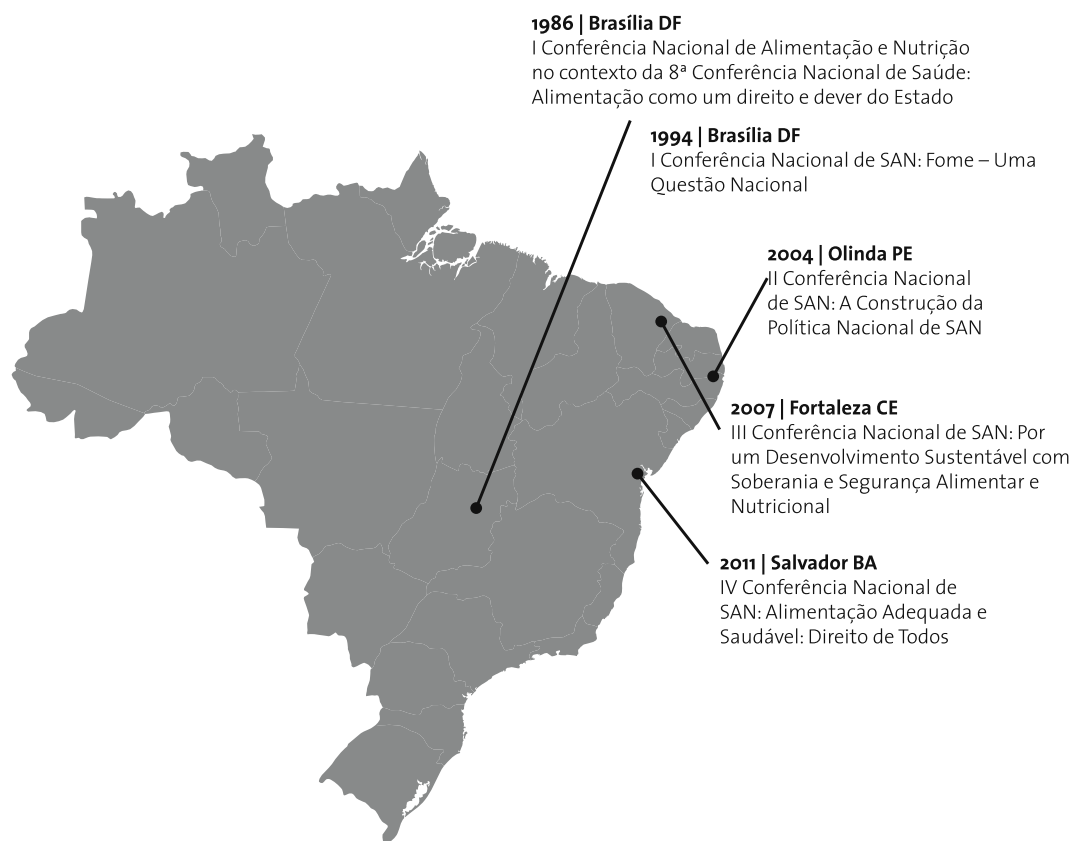 1986 | Brasília DF
I Conferência Nacional de Alimentação e Nutrição
no contexto da 8ª Conferência Nacional de Saúde:
Alimentação como um direito e dever do Estado
1994 | Brasília DF
I Conferência Nacional de SAN: Fome – Uma
Questão Nacional
2004 | Olinda PE
II Conferência Nacional
de SAN: A Construção da
Política Nacional de SAN
2007 | Fortaleza CE
III Conferência Nacional de SAN: Por
um Desenvolvimento Sustentável com
Soberania e Segurança Alimentar e
Nutricional
2011 | Salvador BA
IV Conferência Nacional de
SAN: Alimentação Adequada e
Saudável: Direito de Todos